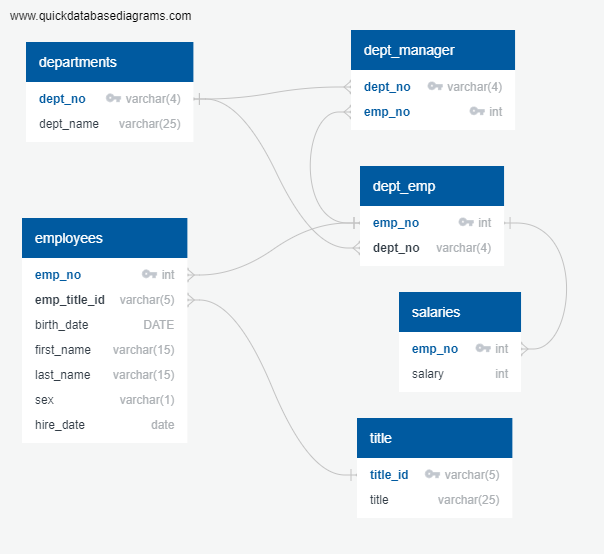 www.quickdatabasediagrams.com
departments
dept_no varchar(4)
dept_name varchar(25)
dept_manager
dept_no varchar(4)
emp_no int
dept_emp
emp_no int
dept_no varchar(4)
employees
emp_no int
emp_title_id varchar(5)
birth_date DATE
first_name varchar(15)
last_name varchar(15)
sex varchar(1)
hire_date date
salaries
emp_no int
salary int
title
title_id varchar(5)
title varchar(25)